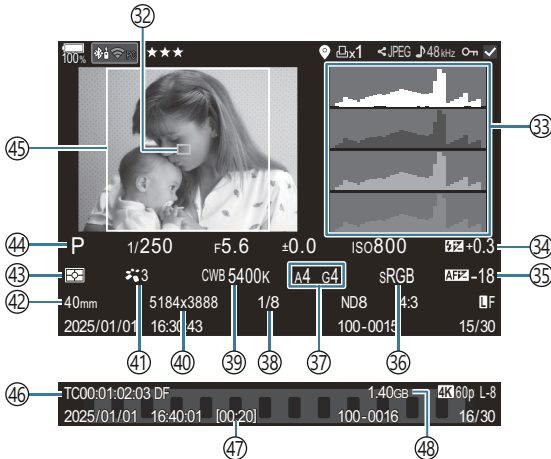 32
100% PC ★★★ x1 JPEG 48kHz
33
45
44 P 1/250 F5.6 ±0.0 ISO800 +0.3 34
43 3 CWB 5400K A4 G4 sRGB AF -18 35
42 40mm 5184x3888 1/8 ND8 4:3 LF
2025/01/01 16:30:43 100-0015 15/30
41 40 39 38 37 36
46 TC00:01:02:03 DF 1.40GB 4K 60p L-8
2025/01/01 16:40:01 [00:20] 100-0016 16/30
47 48